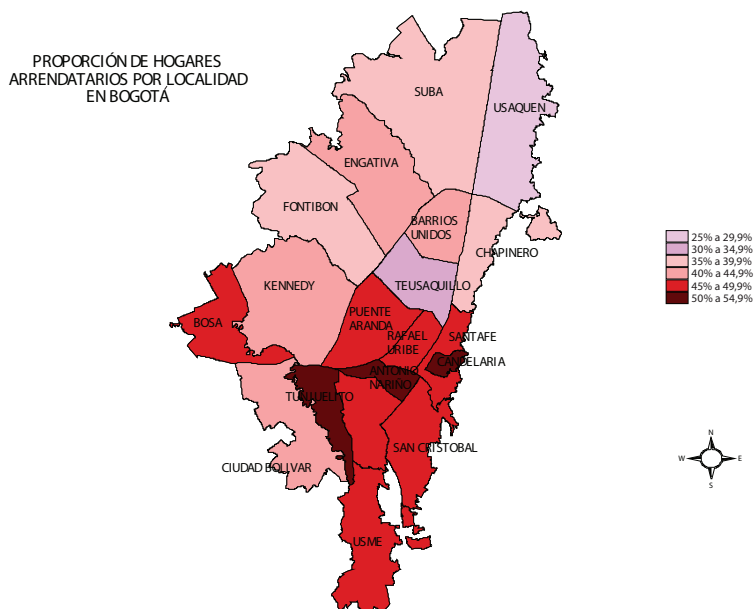 PROPORCIÓN DE HOGARES
ARRENDATARIOS POR LOCALIDAD
EN BOGOTÁ
SUBA
USAQUEN
ENGATIVA
FONTIBON
BARRIOS
UNIDOS
CHAPINERO
25% a 29,9%
30% a 34,9%
35% a 39,9%
40% a 44,9%
45% a 49,9%
50% a 54,9%
KENNEDY
TEUSAQUILLO
BOSA
PUENTE
ARANDA
RAFAEL
URIBE
SANTAFE
CANDELARIA
ANTONIO
NARIÑO
TUNJUELITO
SAN CRISTOBAL
CIUDAD BOLLVAR
USME
N
W
E
S